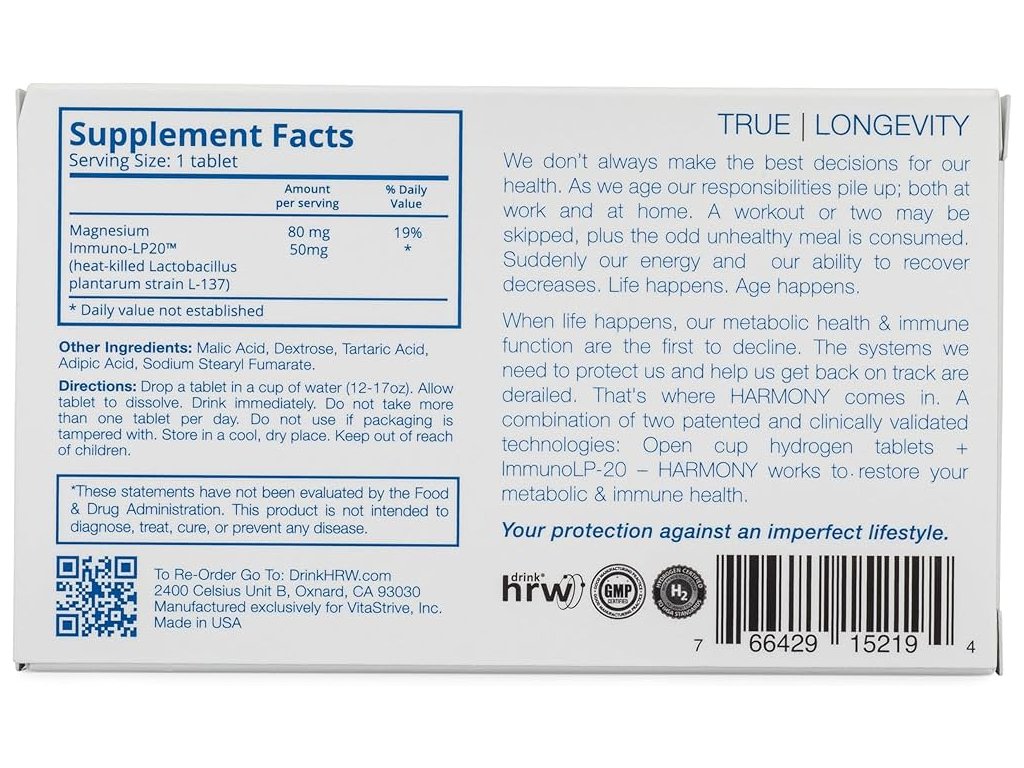 Supplement Facts
Serving Size: 1 tablet
Amount per serving
% Daily Value
Magnesium 80 mg 19%
Immuno-LP20™ 50mg *
(heat-killed Lactobacillus
plantarum strain L-137)
* Daily value not established
Other Ingredients: Malic Acid, Dextrose, Tartaric Acid,
Adipic Acid, Sodium Stearyl Fumarate.
Directions: Drop a tablet in a cup of water (12-17oz). Allow
tablet to dissolve. Drink immediately. Do not take more
than one tablet per day. Do not use if packaging is
tampered with. Store in a cool, dry place. Keep out of reach
of children.
*These statements have not been evaluated by the Food
& Drug Administration. This product is not intended to
diagnose, treat, cure, or prevent any disease.
To Re-Order Go To: DrinkHRW.com
2400 Celsius Unit B, Oxnard, CA 93030
Manufactured exclusively for VitaStrive, Inc.
Made in USA
TRUE | LONGEVITY
We don't always make the best decisions for our
health. As we age our responsibilities pile up; both at
work and at home. A workout or two may be
skipped, plus the odd unhealthy meal is consumed.
Suddenly our energy and our ability to recover
decreases. Life happens. Age happens.
When life happens, our metabolic health & immune
function are the first to decline. The systems we
need to protect us and help us get back on track are
derailed. That's where HARMONY comes in. A
combination of two patented and clinically validated
technologies: Open cup hydrogen tablets +
ImmunoLP-20 – HARMONY works to restore your
metabolic & immune health.
Your protection against an imperfect lifestyle.
drink®
hrw
GMP
CERTIFIED
HYDROGEN CERTIFIED
H2
7 66429 15219 4